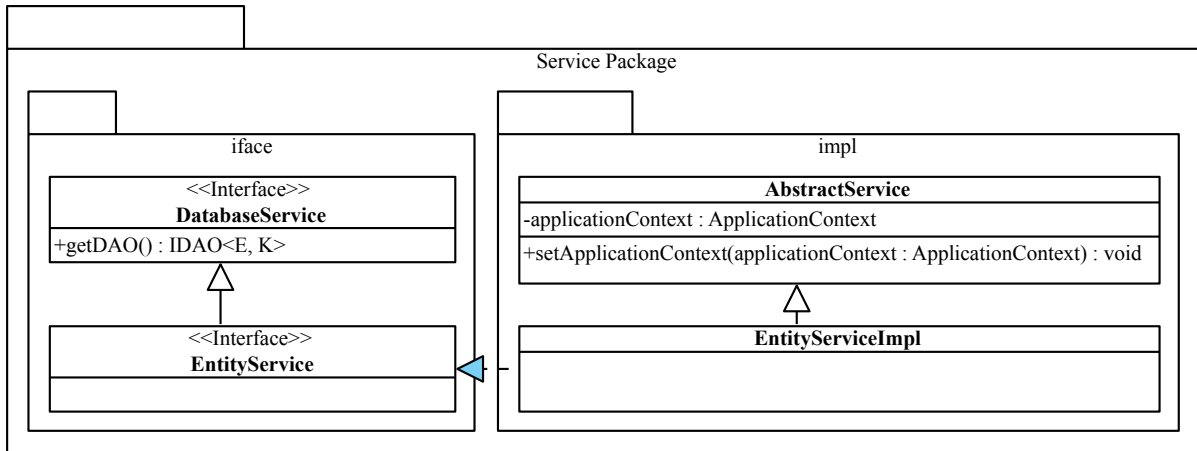 Service Package
iface
<<Interface>>
DatabaseService
+getDAO() : IDAO<E, K>
<<Interface>>
EntityService
impl
AbstractService
-applicationContext : ApplicationContext
+setApplicationContext(applicationContext : ApplicationContext) : void
EntityServiceImpl